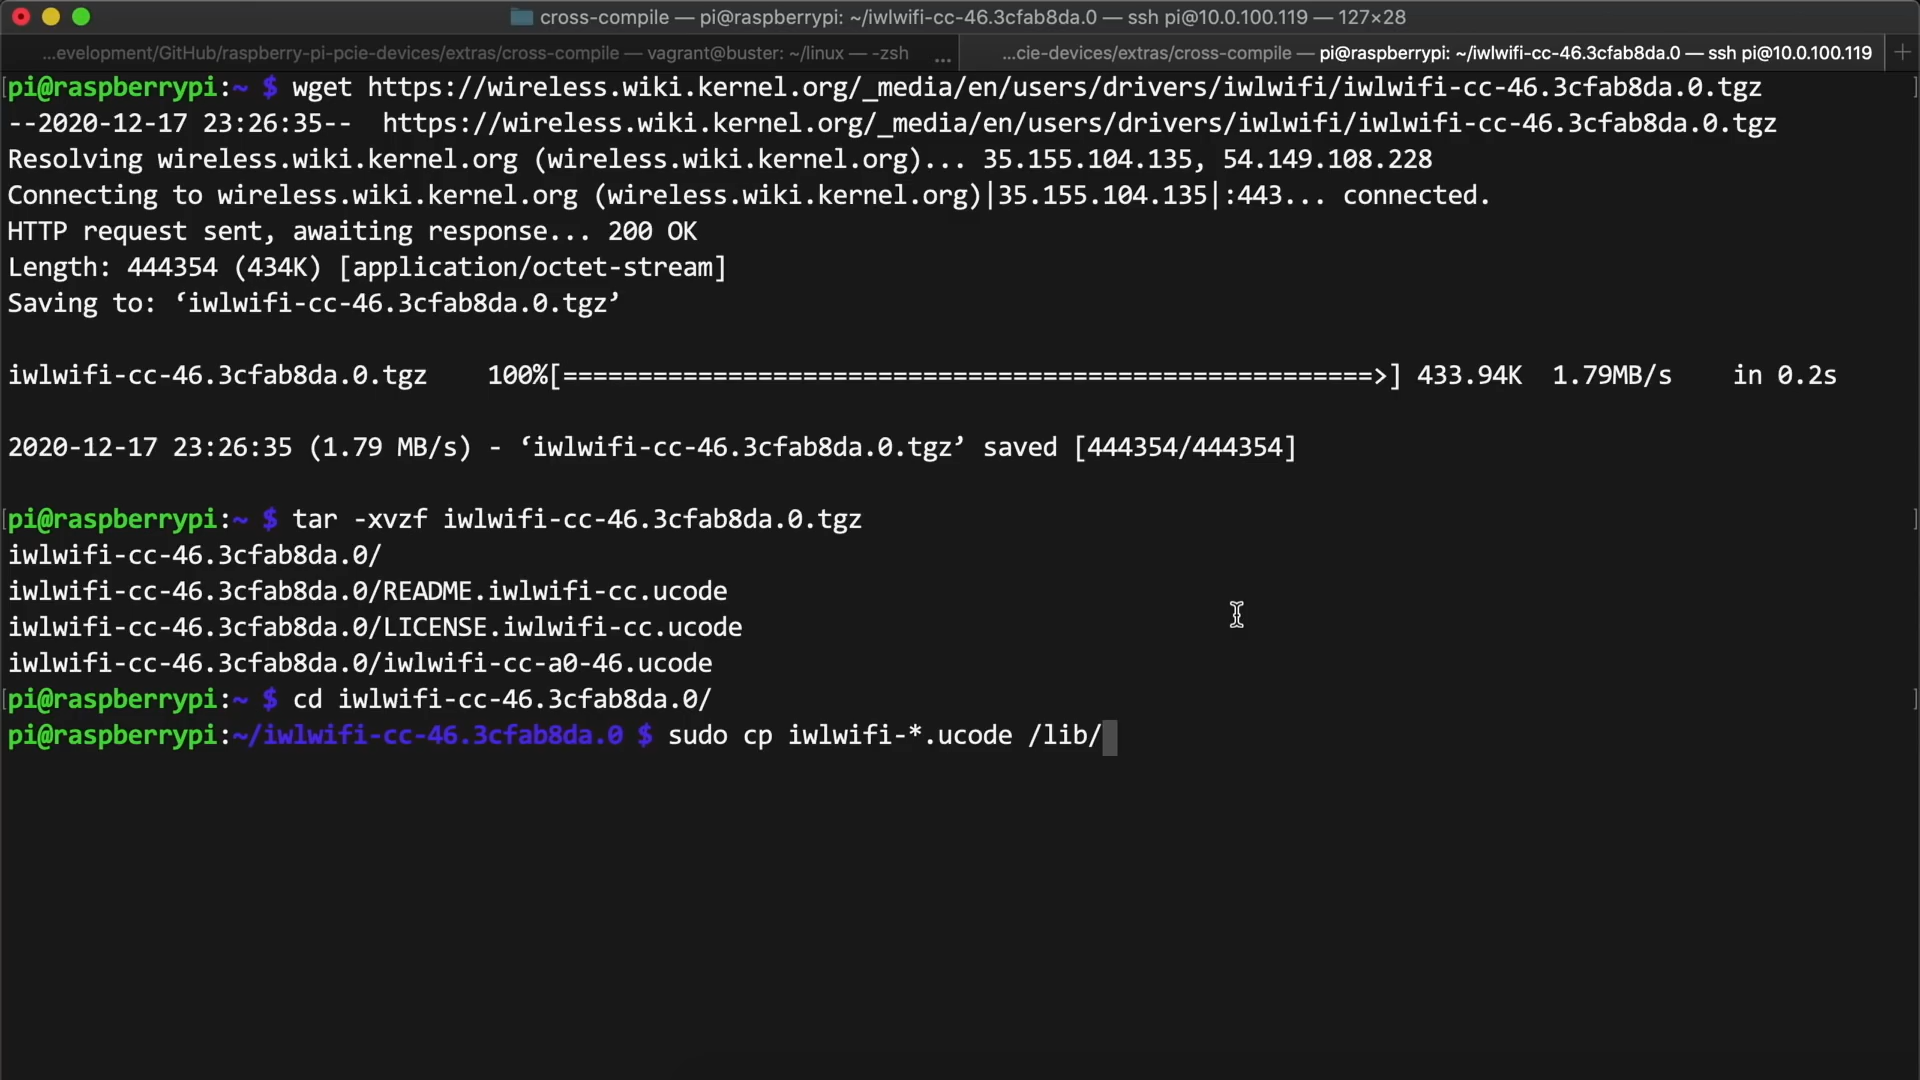 cross-compile — pi@raspberrypi: ~/iwlwifi-cc-46.3cfab8da.0 — ssh pi@10.0.100.119 — 127×28
...evelopment/GitHub/raspberry-pi-pcie-devices/extras/cross-compile — vagrant@buster: ~/linux — -zsh ... ...cie-devices/extras/cross-compile — pi@raspberrypi: ~/iwlwifi-cc-46.3cfab8da.0 — ssh pi@10.0.100.119 +
[pi@raspberrypi:~ $ wget https://wireless.wiki.kernel.org/_media/en/users/drivers/iwlwifi/iwlwifi-cc-46.3cfab8da.0.tgz ]
--2020-12-17 23:26:35--  https://wireless.wiki.kernel.org/_media/en/users/drivers/iwlwifi/iwlwifi-cc-46.3cfab8da.0.tgz
Resolving wireless.wiki.kernel.org (wireless.wiki.kernel.org)... 35.155.104.135, 54.149.108.228
Connecting to wireless.wiki.kernel.org (wireless.wiki.kernel.org)|35.155.104.135|:443... connected.
HTTP request sent, awaiting response... 200 OK
Length: 444354 (434K) [application/octet-stream]
Saving to: ‘iwlwifi-cc-46.3cfab8da.0.tgz’
iwlwifi-cc-46.3cfab8da.0.tgz    100%[======================================================>] 433.94K  1.79MB/s    in 0.2s
2020-12-17 23:26:35 (1.79 MB/s) - ‘iwlwifi-cc-46.3cfab8da.0.tgz’ saved [444354/444354]
[pi@raspberrypi:~ $ tar -xvzf iwlwifi-cc-46.3cfab8da.0.tgz ]
iwlwifi-cc-46.3cfab8da.0/
iwlwifi-cc-46.3cfab8da.0/README.iwlwifi-cc.ucode
iwlwifi-cc-46.3cfab8da.0/LICENSE.iwlwifi-cc.ucode
iwlwifi-cc-46.3cfab8da.0/iwlwifi-cc-a0-46.ucode
[pi@raspberrypi:~ $ cd iwlwifi-cc-46.3cfab8da.0/ ]
pi@raspberrypi:~/iwlwifi-cc-46.3cfab8da.0 $ sudo cp iwlwifi-*.ucode /lib/